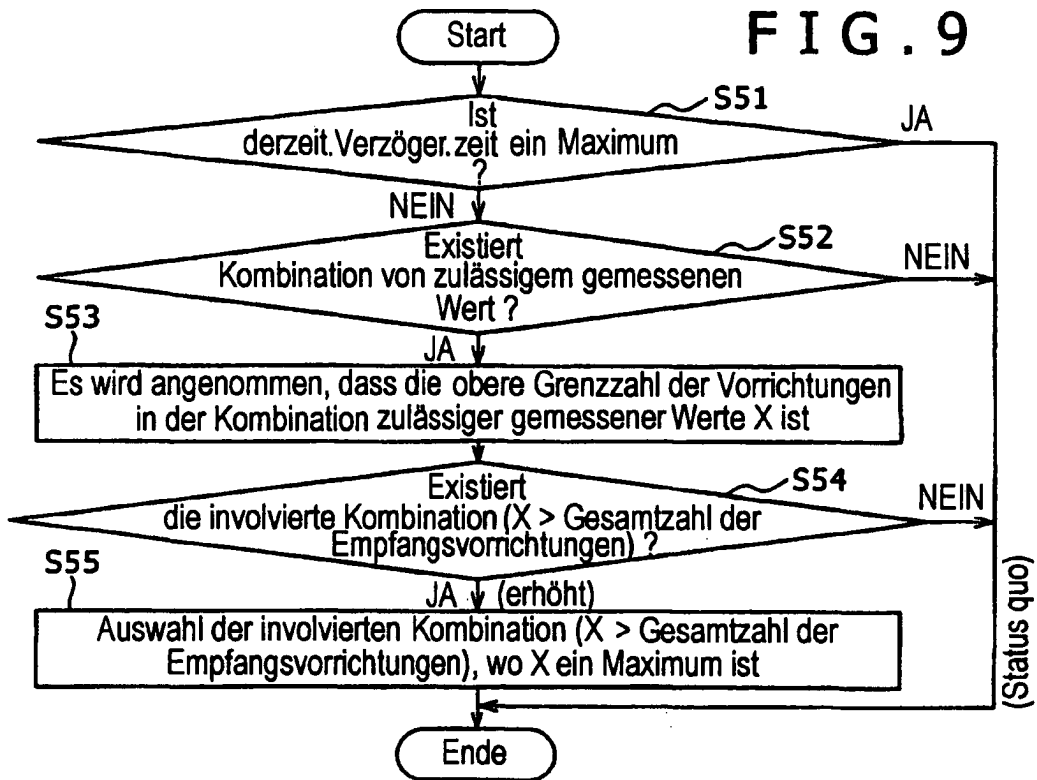 Start
F I G . 9
S51
Ist
derzeit.Verzöger.zeit ein Maximum
?
JA
NEIN
S52
Existiert
Kombination von zulässigem gemessenen
Wert ?
NEIN
S53
JA
Es wird angenommen, dass die obere Grenzzahl der Vorrichtungen
in der Kombination zulässiger gemessener Werte X ist
S54
Existiert
die involvierte Kombination (X > Gesamtzahl der
Empfangsvorrichtungen) ?
NEIN
S55
JA (erhöht)
Auswahl der involvierten Kombination (X > Gesamtzahl der
Empfangsvorrichtungen), wo X ein Maximum ist
(Status quo)
Ende